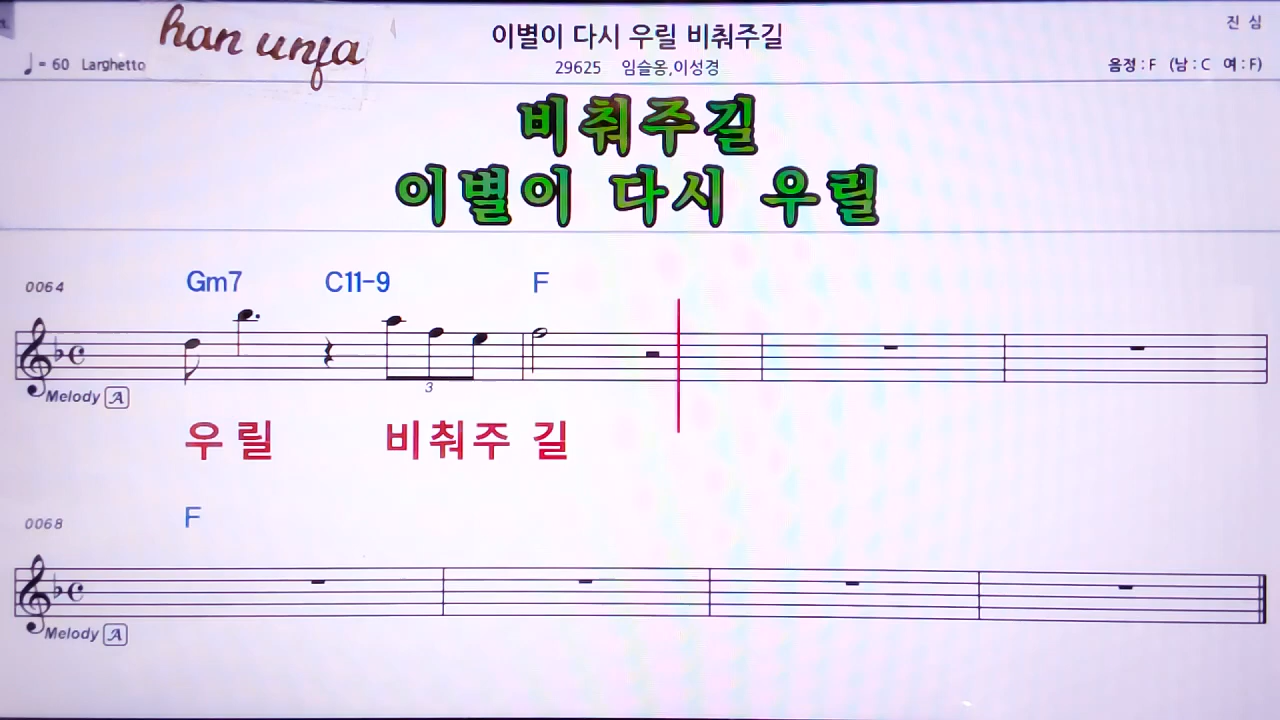 han unfa
이별이 다시 우릴 비춰주길
진 심
= 60 Larghetto
29625 임슬옹,이성경
음정 : F (남 : C 여 : F)
비춰주길
이별이 다시 우릴
0064 Gm7 C11-9 F
3
Melody A
우 릴 비 춰 주 길
0068 F
Melody A